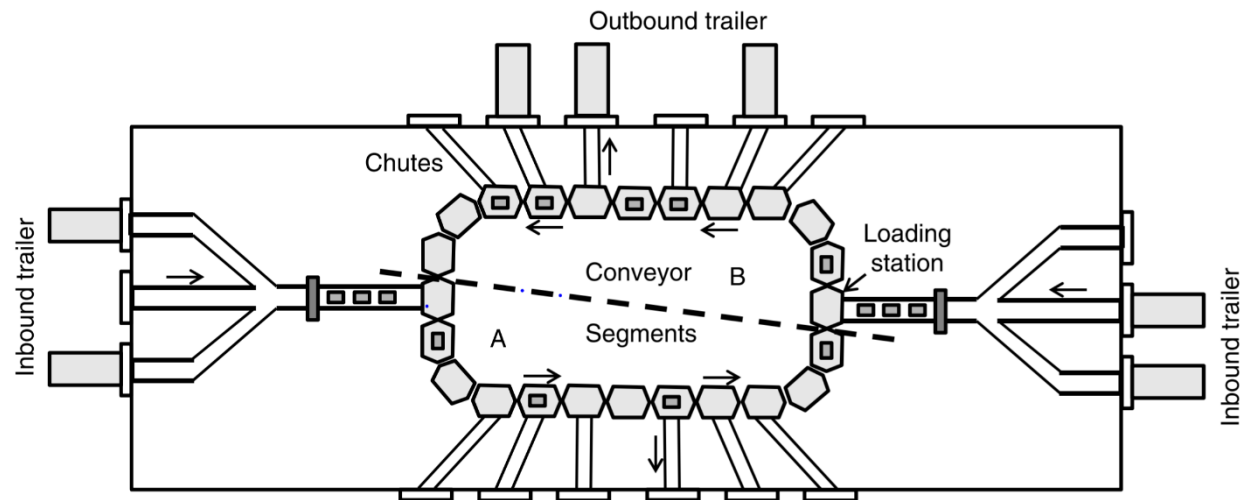 Outbound trailer
Chutes
Inbound trailer
Loading
station
Conveyor
B
Segments
A
Inbound trailer